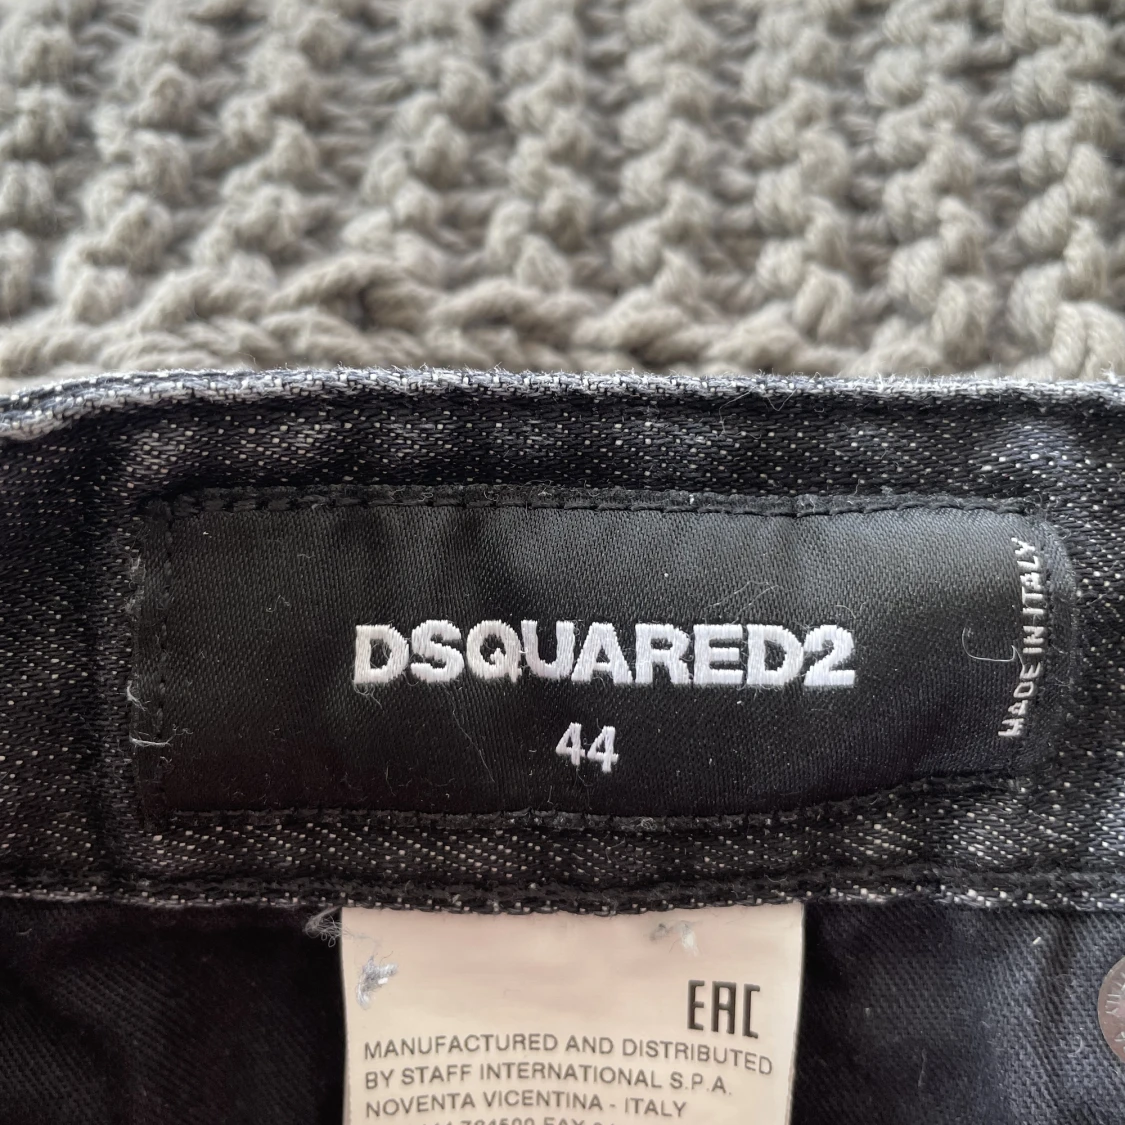 DSQUARED2
44
MADE IN ITALY
EAC
MANUFACTURED AND DISTRIBUTED
BY STAFF INTERNATIONAL S.P.A.
NOVENTA VICENTINA - ITALY